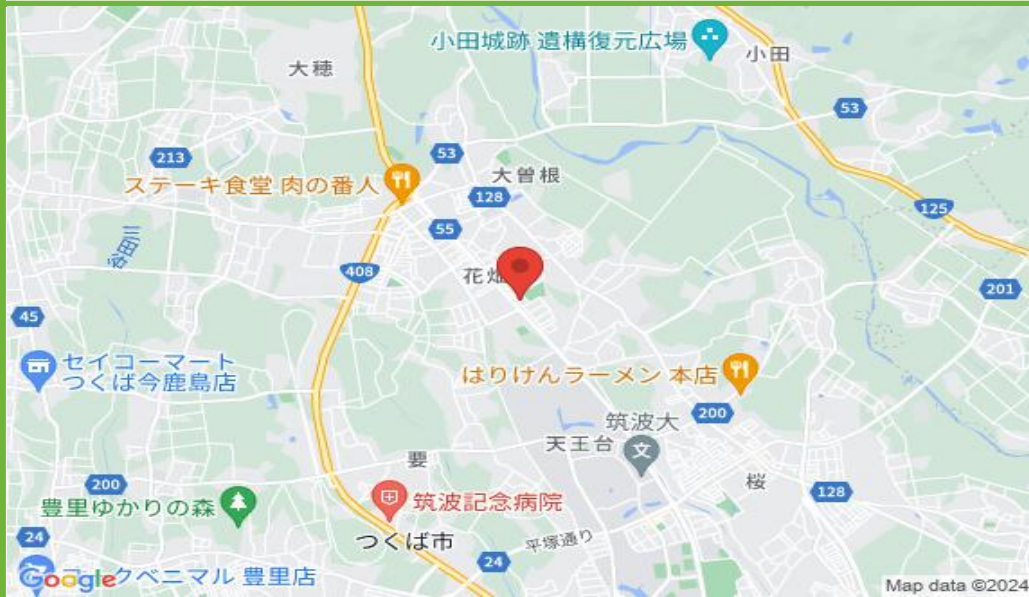 小田城跡 遺構復元広場
小田
大穂
53
53
213
大曽根
ステーキ食堂 肉の番人
128
125
55
谷田川
408
花畑
201
45
セイコーマート
つくば今鹿島店
はりけんラーメン 本店
200
筑波大
天王台
文
要
桜
200
128
豊里ゆかりの森
筑波記念病院
つくば市
平塚通り
24
24
Google
クベニマル 豊里店
Map data ©2024